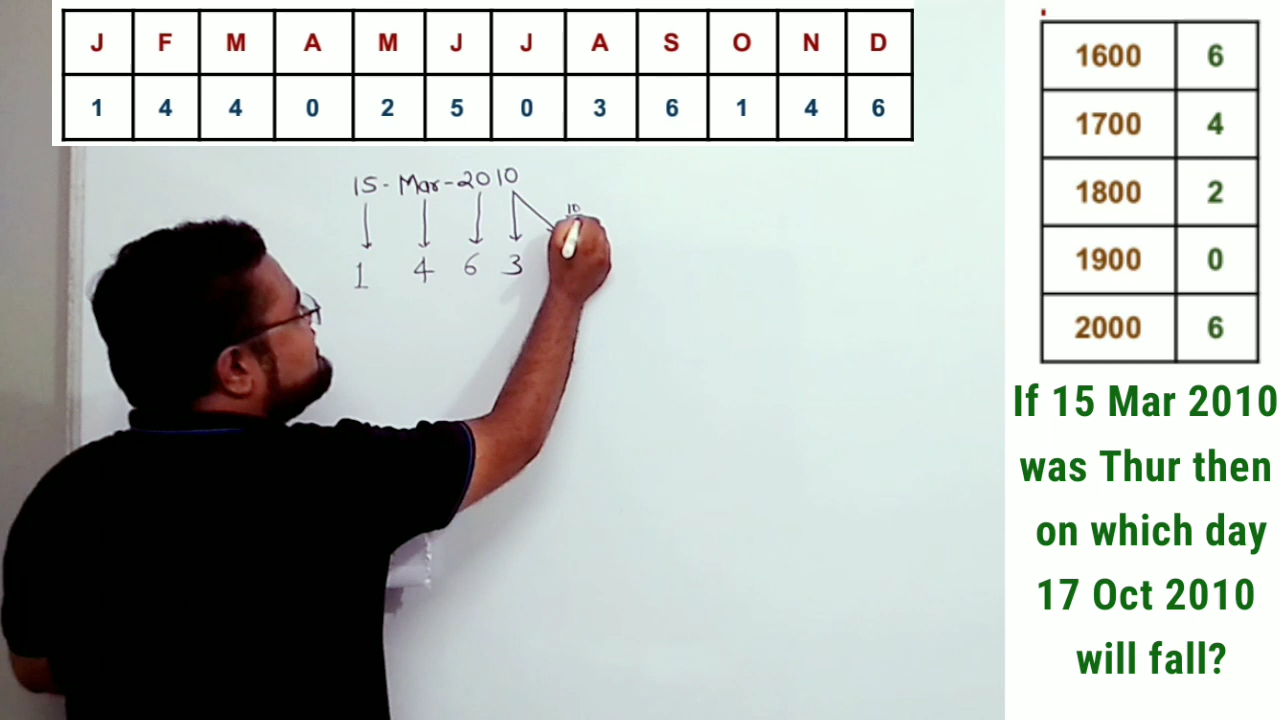 J F M A M J J A S O N D
1 4 4 0 2 5 0 3 6 1 4 6
15-Mar-2010
10
1 4 6 3
1600 6
1700 4
1800 2
1900 0
2000 6
If 15 Mar 2010
was Thur then
on which day
17 Oct 2010
will fall?